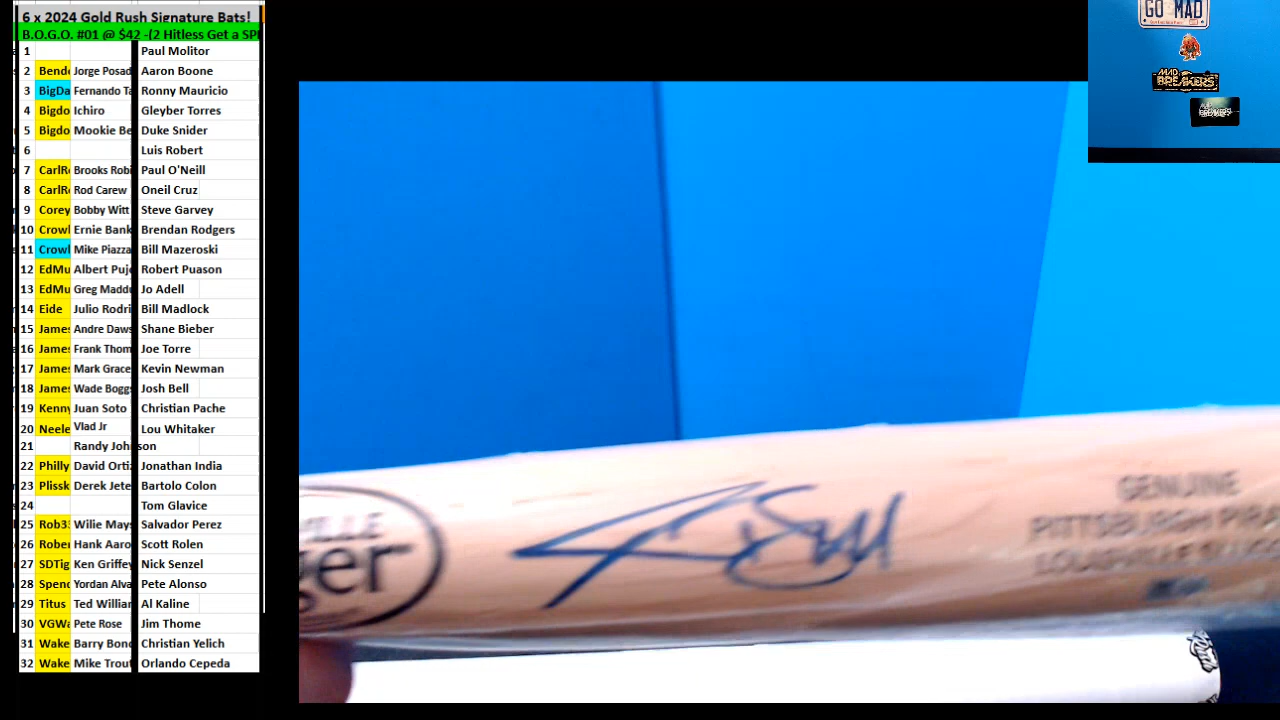 6 x 2024 Gold Rush Signature Bats!
B.O.G.O. #01 @ $42 -(2 Hitless Get a SP
1 Paul Molitor
2 Bend Jorge Posad Aaron Boone
3 BigDa Fernando Ta Ronny Mauricio
4 Bigdo Ichiro Gleyber Torres
5 Bigdo Mookie Be Duke Snider
6 Luis Robert
7 CarlR Brooks Robi Paul O'Neill
8 CarlR Rod Carew Oneil Cruz
9 Corey Bobby Witt Steve Garvey
10 Crowl Ernie Bank Brendan Rodgers
11 Crowl Mike Piazza Bill Mazeroski
12 EdMu Albert Puj Robert Puason
13 EdMu Greg Madd Jo Adell
14 Eide Julio Rodri Bill Madlock
15 James Andre Daws Shane Bieber
16 James Frank Thom Joe Torre
17 James Mark Grace Kevin Newman
18 James Wade Boggs Josh Bell
19 Kenny Juan Soto Christian Pache
20 Neele Vlad Jr Lou Whitaker
21 Randy Johnson
22 Philly David Orti Jonathan India
23 Plissk Derek Jete Bartolo Colon
24 Tom Glavice
25 Rob3 Wilie Mays Salvador Perez
26 Rober Hank Aaro Scott Rolen
27 SDTig Ken Griffey Nick Senzel
28 Spenc Yordan Alva Pete Alonso
29 Titus Ted Willian Al Kaline
30 VGWa Pete Rose Jim Thome
31 Wake Barry Bond Christian Yelich
32 Wake Mike Trout Orlando Cepeda
GO MAD
MAD
BREAKERS
VILLE
ger
GENUINE
PITTSBURGH PIRA
LOUISVILLE SLUG